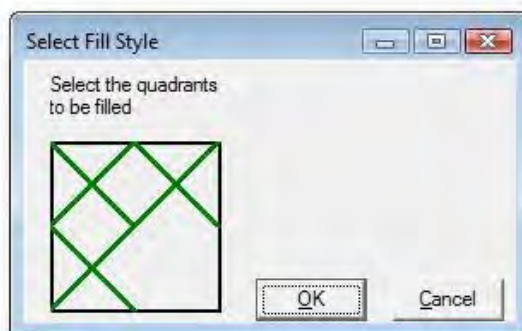 Select Fill Style
Select the quadrants
to be filled
OK
Cancel